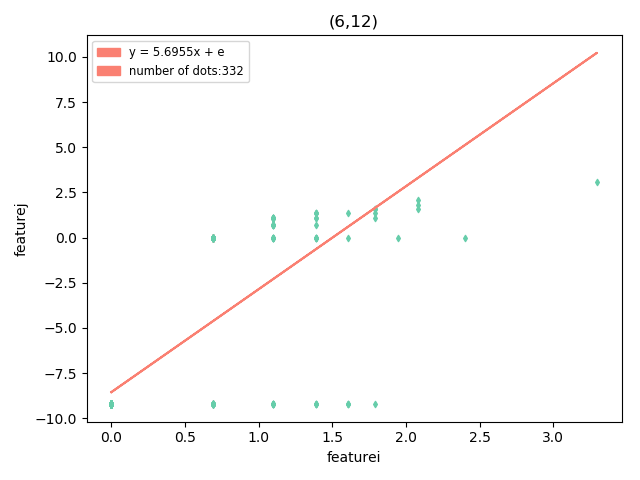 (6,12)
y = 5.6955x + e
number of dots:332
10.0
7.5
5.0
2.5
0.0
−2.5
−5.0
−7.5
−10.0
featurej
0.0 0.5 1.0 1.5 2.0 2.5 3.0
featurei